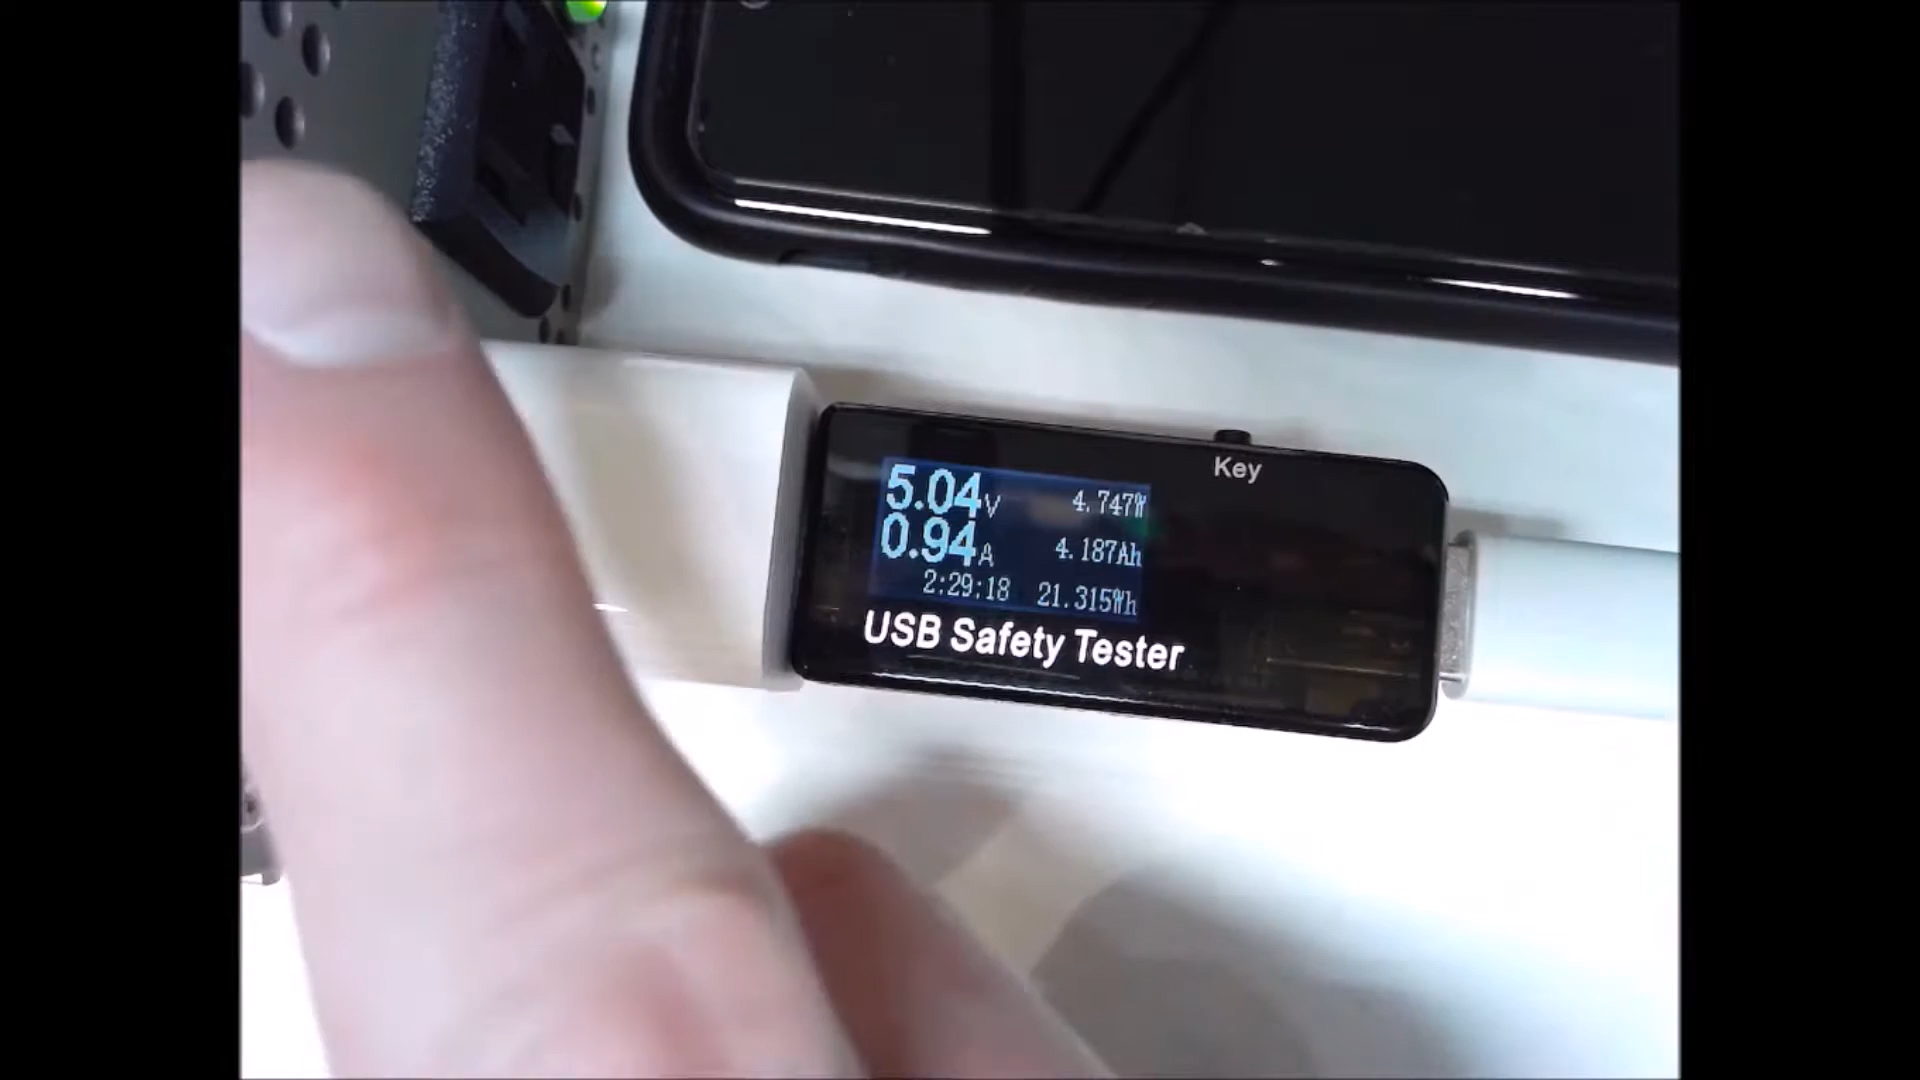 Key
5.04V 4.747W
0.94A 4.187Ah
2:29:18 21.315Wh
USB Safety Tester